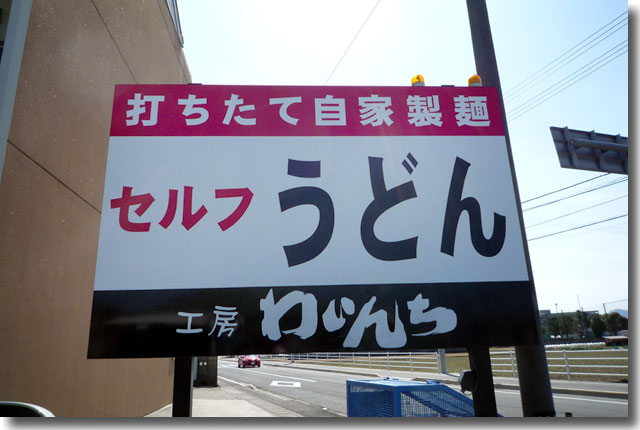 打ちたて自家製麺
セルフうどん
工房 わいんち